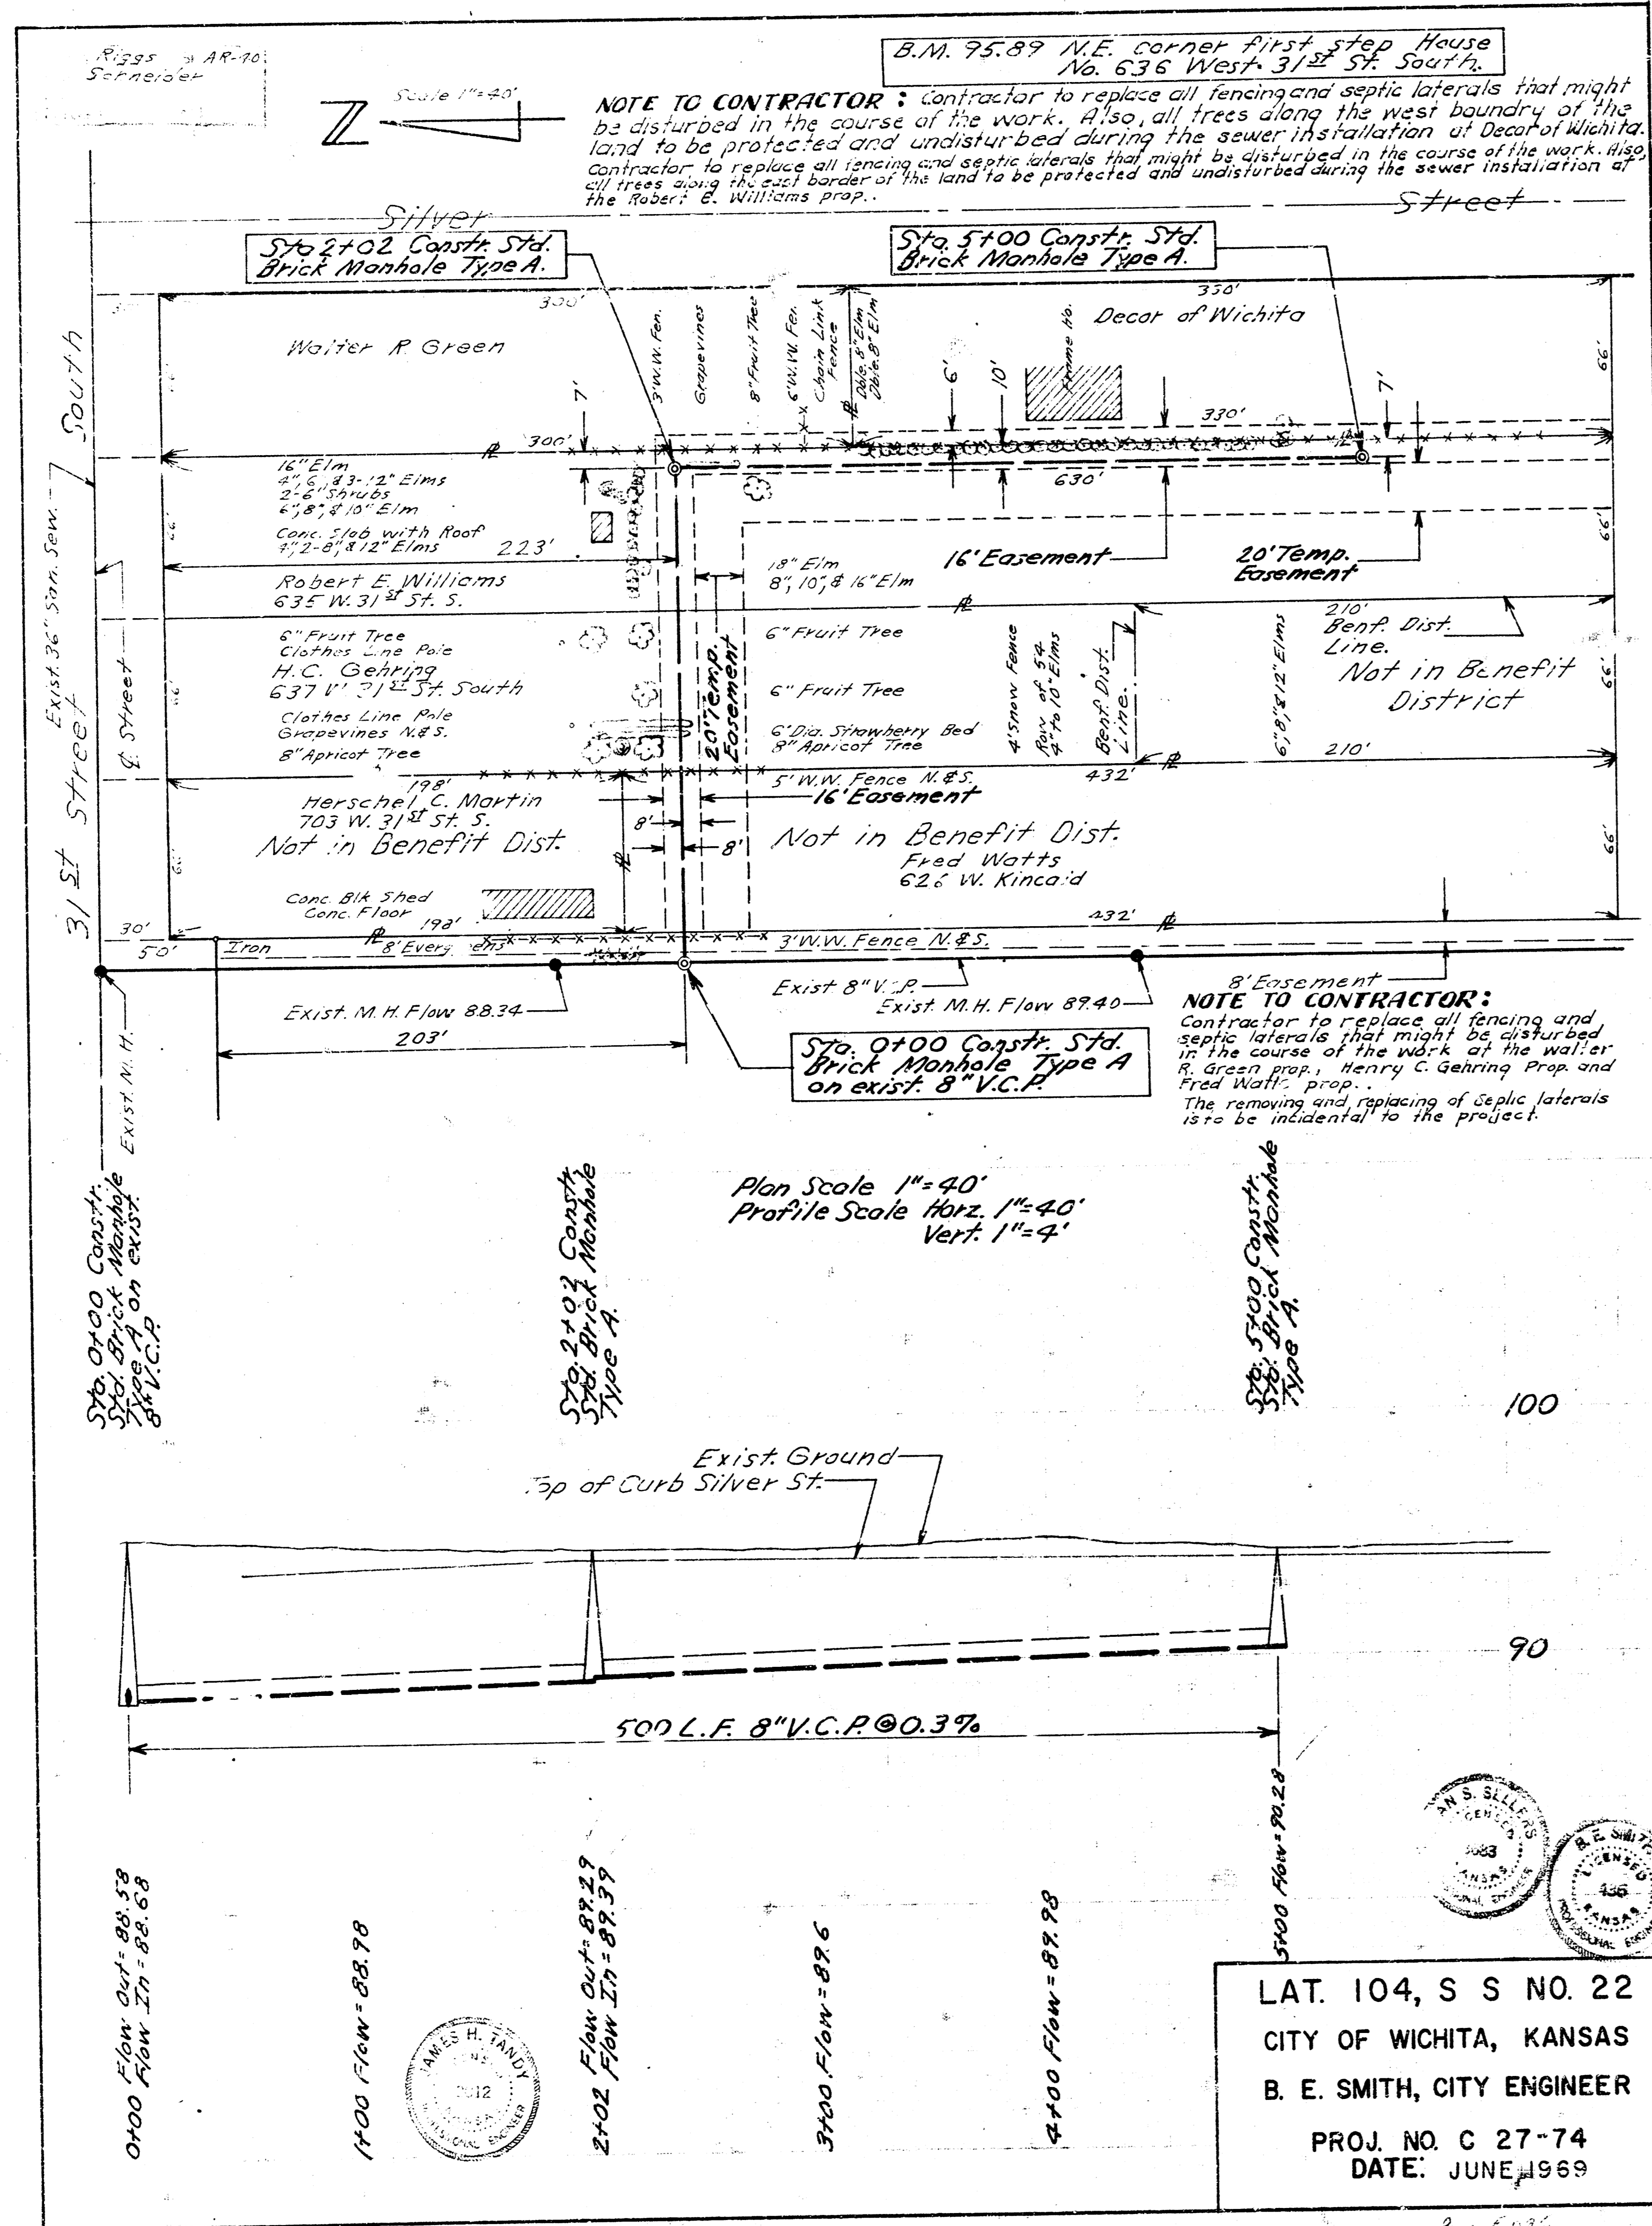 Riggs AR-40
Schneider
Scale 1"=40'
B.M. 95.89 N.E. corner first step House
No. 636 West 31st St. South.
NOTE TO CONTRACTOR : Contractor to replace all fencing and septic laterals that might
be disturbed in the course of the work. Also, all trees along the west boundry of the
land to be protected and undisturbed during the sewer installation at Decor of Wichita.
Contractor to replace all fencing and septic laterals that might be disturbed in the course of the work. Also,
all trees along the east border of the land to be protected and undisturbed during the sewer installation at
the Robert E. Williams prop..
Silver Street
Sta 2+02 Constr. Std.
Brick Manhole Type A.
Sta. 5+00 Constr. Std.
Brick Manhole Type A.
300'
350'
Walter R. Green
Decor of Wichita
3'W.W. Fen.
Grapevines
8" Fruit Tree
6'W.W. Fen.
Chain Link
Fence
Dble. 8" Elm
Dble. 8" Elm
Frame Ho.
7'
6'
10'
7'
66'
300'
330'
630'
16" Elm
4", 6", & 3-12" Elms
2-6' Shrubs
6", 8", & 10" Elm
Conc. Slab with Roof
4", 2-8", & 12" Elms
223'
18" Elm
8", 10", & 16" Elm
16' Easement
20' Temp.
Easement
66'
66'
Robert E. Williams
635 W. 31st St. S.
6" Fruit Tree
Clothes Line Pole
H.C. Gehring
637 W 31st St. South
Clothes Line Pole
Grapevines N.&S.
8" Apricot Tree
20' Temp.
Easement
6" Fruit Tree
6" Fruit Tree
6' Dia. Strawberry Bed
8" Apricot Tree
4' Snow Fence
Row of 54
4" to 10" Elms
Benf. Dist.
Line.
6", 8", & 12" Elms
210'
Benf. Dist.
Line.
Not in Benefit
District
66'
66'
210'
198'
5' W.W. Fence N.&S.
432'
16' Easement
Herschel C. Martin
703 W. 31st St. S.
Not in Benefit Dist.
8'
8'
Not in Benefit Dist.
Fred Watts
626 W. Kincaid
66'
66'
Conc. Blk Shed
Conc. Floor
198'
432'
30'
50'
Iron
8' Evergreens
3' W.W. Fence N.&S.
Exist. 36" San. Sew.
31 St Street South
¢ Street
Exist. M.H.
Exist. M.H. Flow 88.34
203'
Exist 8" V.C.P.
Exist. M.H. Flow 89.40
8' Easement
Sta. 0+00 Constr. Std.
Brick Manhole Type A
on exist. 8" V.C.P.
NOTE TO CONTRACTOR:
Contractor to replace all fencing and
septic laterals that might be disturbed
in the course of the work at the Walter
R. Green prop., Henry C. Gehring Prop. and
Fred Watts prop..
The removing and replacing of septic laterals
is to be incidental to the project.
Plan Scale 1"=40'
Profile Scale Horz. 1"=40'
Vert. 1"=4'
Sta. 0+00 Constr.
Std. Brick Manhole
Type A on exist.
8" V.C.P.
Sta. 2+02 Constr.
Std. Brick Manhole
Type A.
Sta. 5+00 Constr.
Std. Brick Manhole
Type A.
100
Exist. Ground
Top of Curb Silver St.
90
500 L.F. 8" V.C.P. @ 0.3%
0+00 Flow Out = 88.58
Flow In = 88.68
1+00 Flow = 88.98
2+02 Flow Out = 89.29
Flow In = 89.39
3+00 Flow = 89.6
4+00 Flow = 89.98
5+00 Flow = 90.28
JAMES H. TANDY
KANSAS
PROFESSIONAL ENGINEER
S. SELLERS
KANSAS
B. E. SMITH
LICENSED
436
KANSAS
PROFESSIONAL ENGINEER
LAT. 104, S S NO. 22
CITY OF WICHITA, KANSAS
B. E. SMITH, CITY ENGINEER
PROJ. NO. C 27-74
DATE: JUNE, 1969